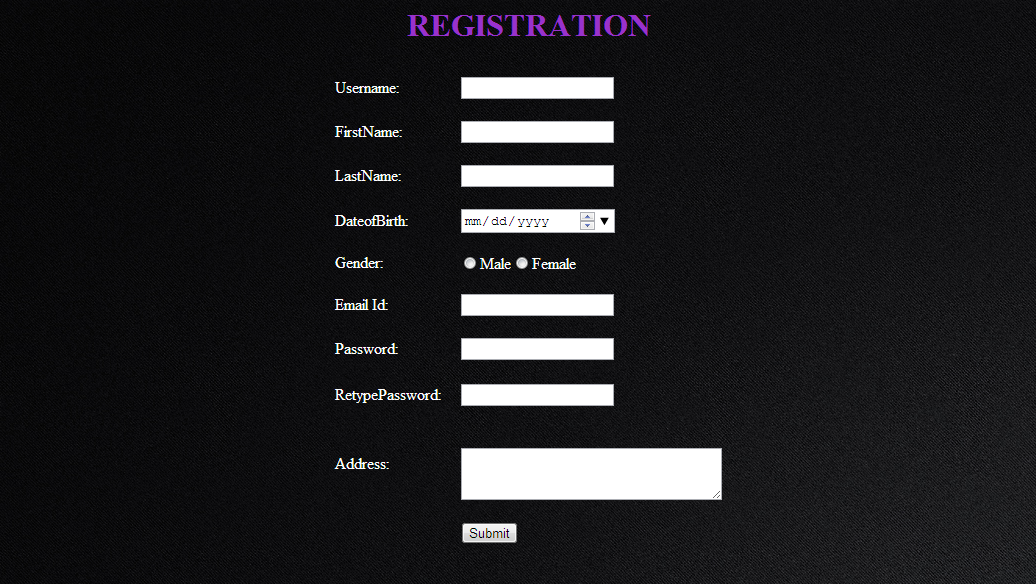 REGISTRATION
Username:
FirstName:
LastName:
DateofBirth: mm/dd/yyyy
Gender: Male Female
Email Id:
Password:
RetypePassword:
Address:
Submit